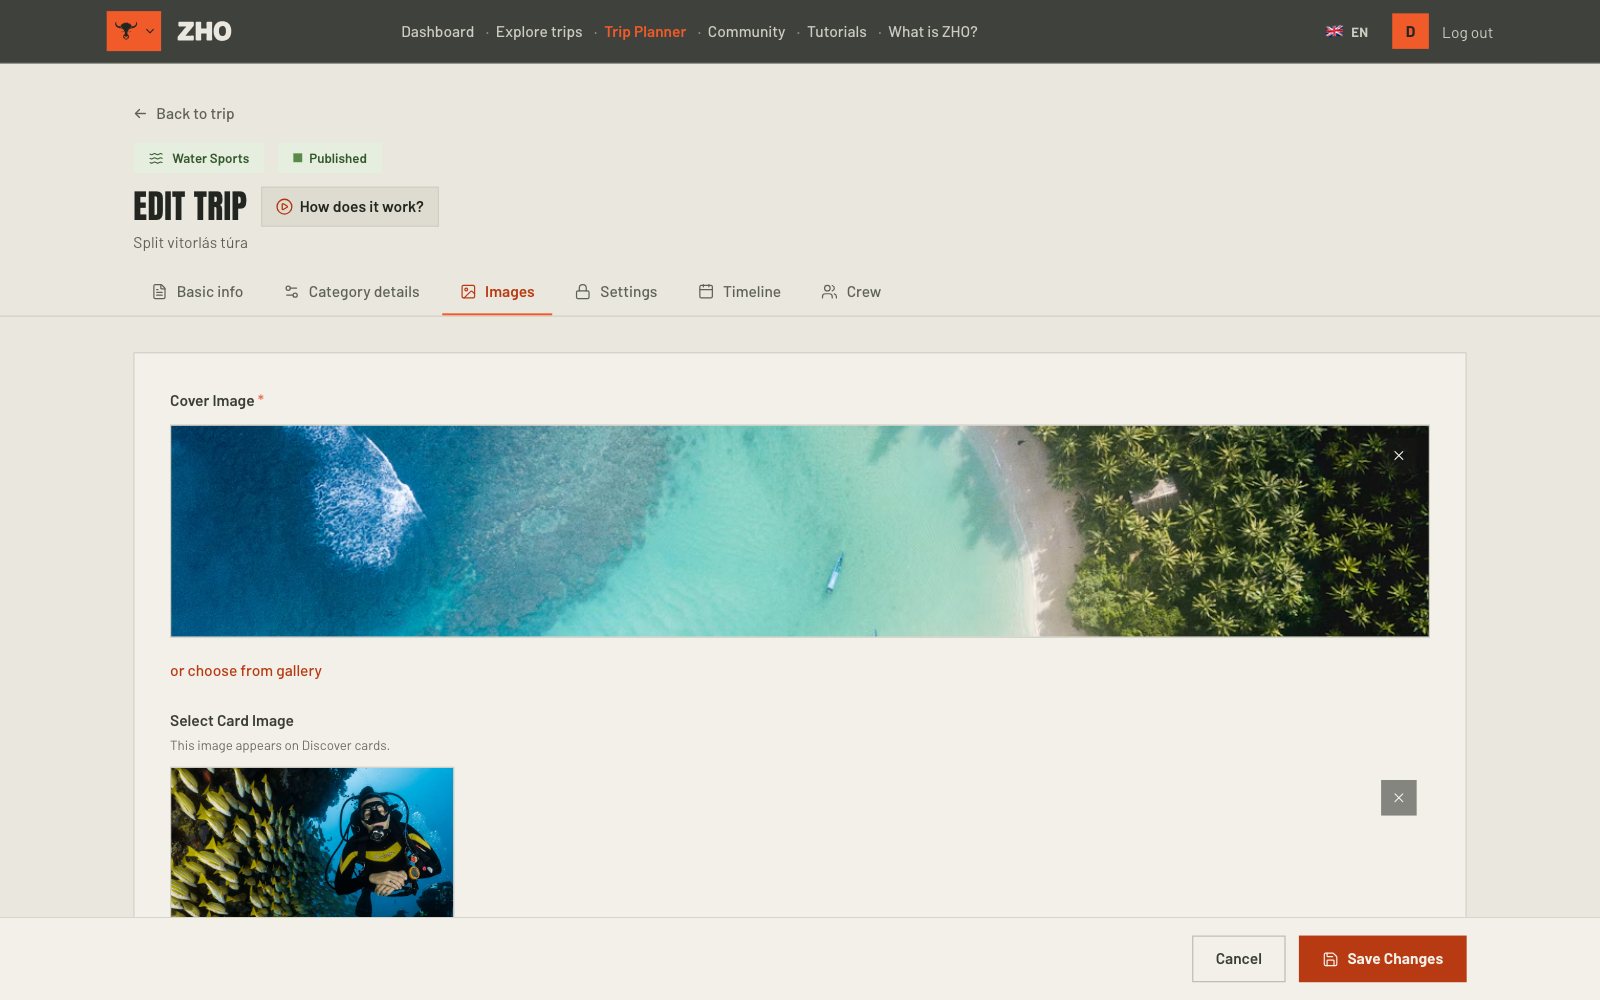 ZHO
Dashboard · Explore trips · Trip Planner · Community · Tutorials · What is ZHO?
EN
D
Log out
← Back to trip
Water Sports
Published
EDIT TRIP
How does it work?
Split vitorlás túra
Basic info
Category details
Images
Settings
Timeline
Crew
Cover Image *
or choose from gallery
Select Card Image
This image appears on Discover cards.
Cancel
Save Changes